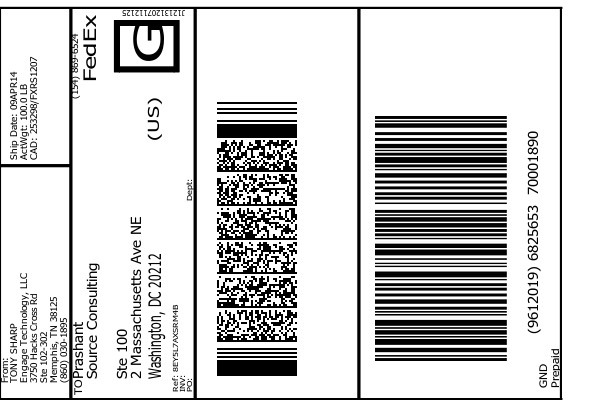 From:
TONY SHARP
Engage Technology, LLC
3750 Hacks Cross Rd
Ste 102-302
Memphis, TN 38125
(860) 030-1895
Ship Date: 09APR14
ActWgt: 100.0 LB
CAD: 253298/FXRS1207
TO Prashant
Source Consulting
Ste 100
2 Massachusetts Ave NE
Washington, DC 20212
(154) 869-6524
(US)
FedEx
G
J12131207112125
Ref: 8EY5L7AXSRM4B
INV:
PO:
Dept:
(9612019) 6825653 70001890
GND
Prepaid